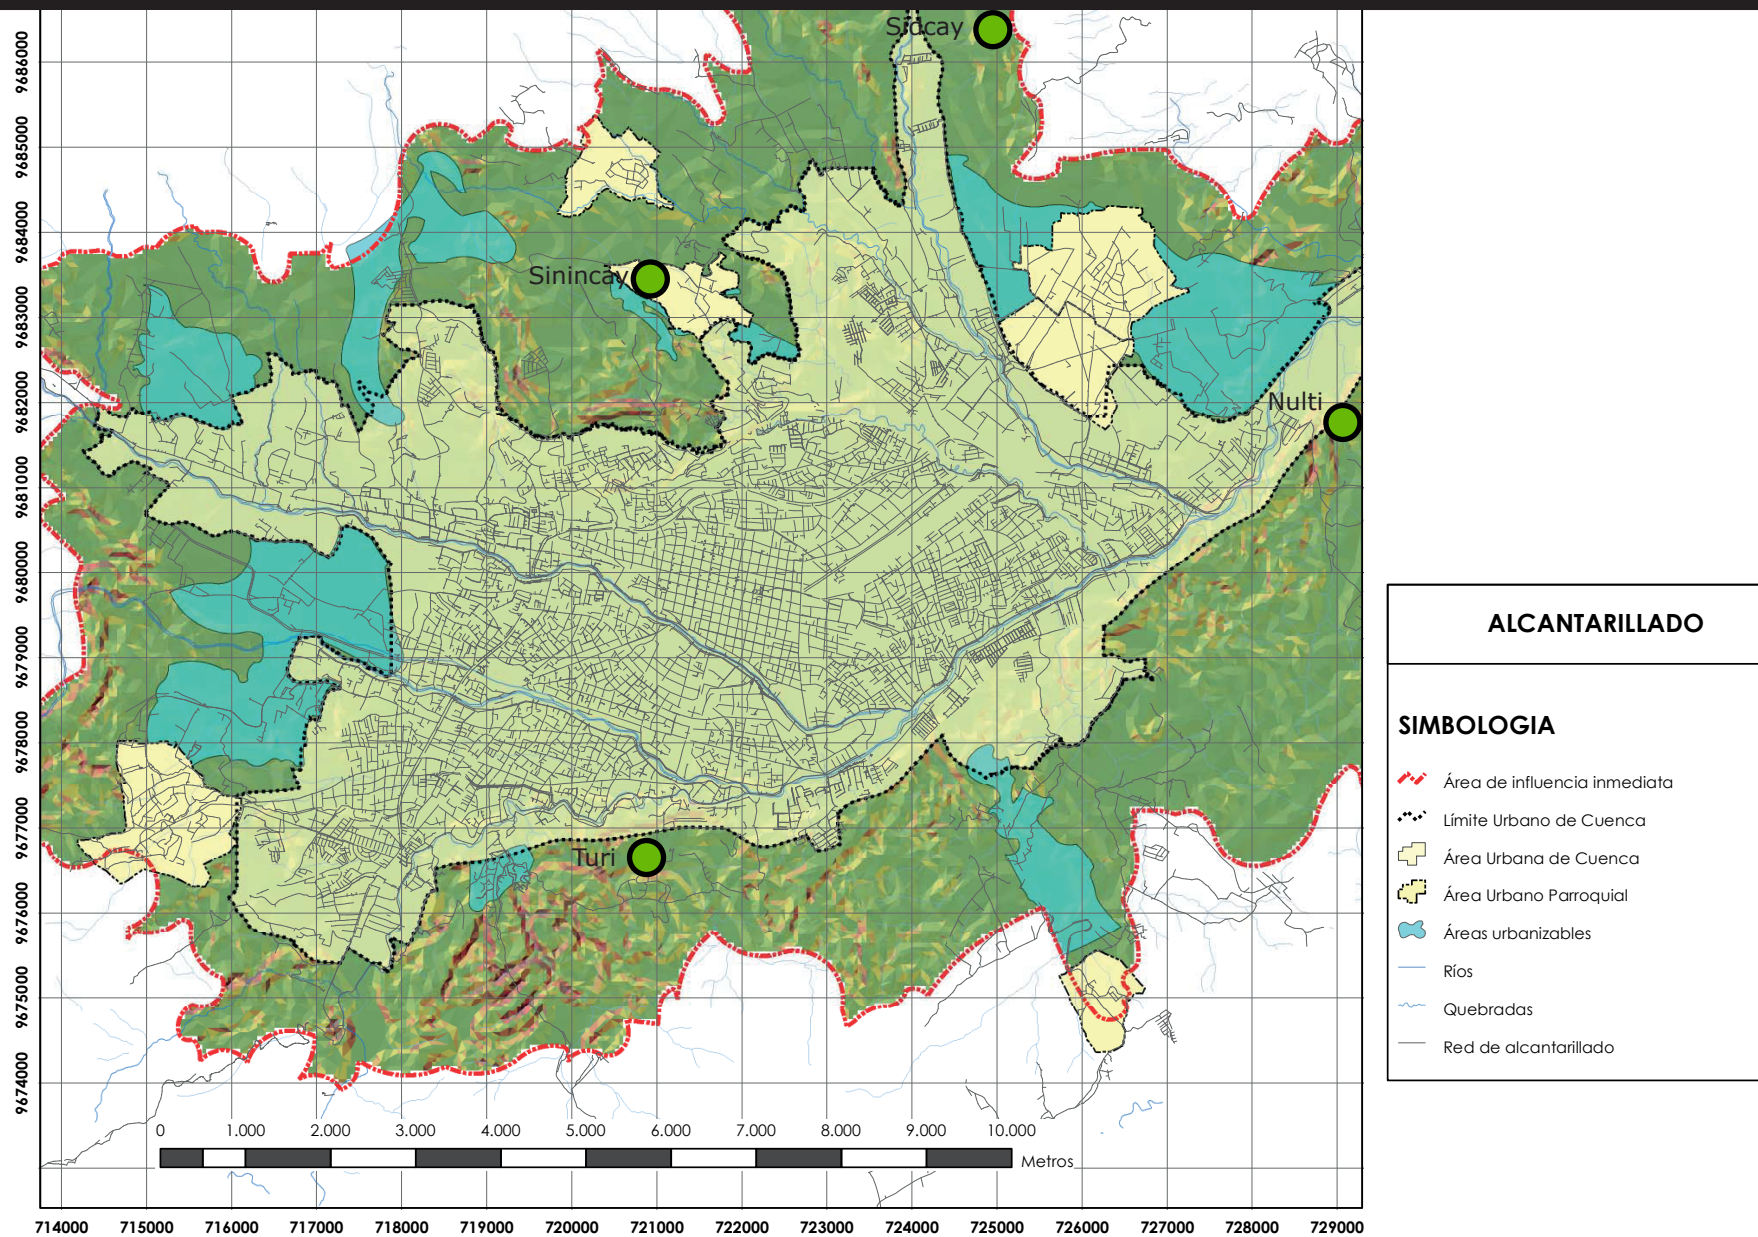 Sidcay
Sinincay
Nulti
Turi
9686000
9685000
9684000
9683000
9682000
9681000
9680000
9679000
9678000
9677000
9676000
9675000
9674000
0 1.000 2.000 3.000 4.000 5.000 6.000 7.000 8.000 9.000 10.000
Metros
714000 715000 716000 717000 718000 719000 720000 721000 722000 723000 724000 725000 726000 727000 728000 729000
ALCANTARILLADO
SIMBOLOGIA
Área de influencia inmediata
Límite Urbano de Cuenca
Área Urbana de Cuenca
Área Urbano Parroquial
Áreas urbanizables
Ríos
Quebradas
Red de alcantarillado